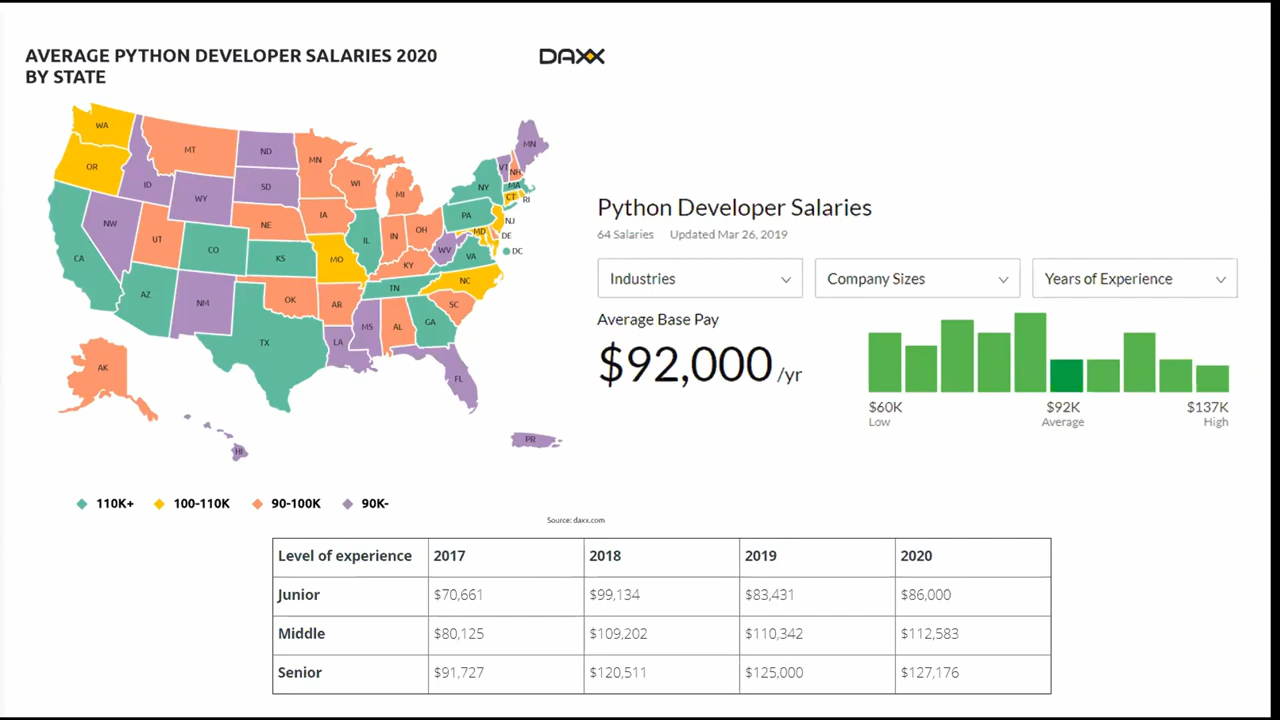 AVERAGE PYTHON DEVELOPER SALARIES 2020
BY STATE
DAXX
WA
OR
CA
NW
ID
MT
WY
UT
CO
AZ
NM
ND
SD
NE
KS
OK
TX
MN
IA
MO
AR
LA
WI
IL
MI
IN
OH
KY
TN
MS
AL
GA
FL
SC
NC
VA
WV
PA
NY
VT
NH
MN
MA
CT
RI
NJ
DE
MD
DC
AK
HI
PR
110K+
100-110K
90-100K
90K-
Source: daxx.com
Python Developer Salaries
64 Salaries Updated Mar 26, 2019
Industries Company Sizes Years of Experience
Average Base Pay
$92,000 /yr
$60K $92K $137K
Low Average High
Level of experience 2017 2018 2019 2020
Junior $70,661 $99,134 $83,431 $86,000
Middle $80,125 $109,202 $110,342 $112,583
Senior $91,727 $120,511 $125,000 $127,176